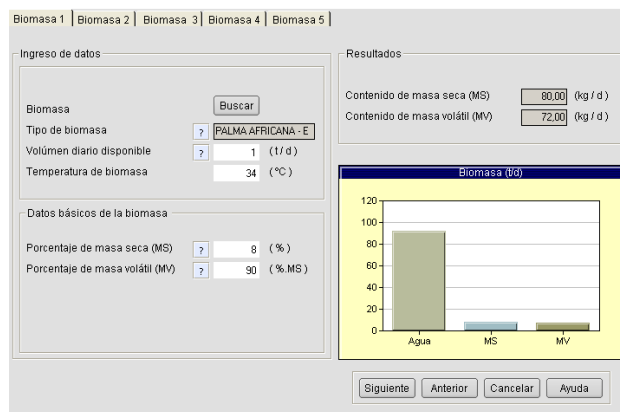 Biomasa 1 Biomasa 2 Biomasa 3 Biomasa 4 Biomasa 5
Ingreso de datos
Biomasa Buscar
Tipo de biomasa ? PALMA AFRICANA - E
Volúmen diario disponible ? 1 (t/d)
Temperatura de biomasa 34 (ºC)
Datos básicos de la biomasa
Porcentaje de masa seca (MS) ? 8 (%)
Porcentaje de masa volátil (MV) ? 90 (%.MS)
Resultados
Contenido de masa seca (MS) 80,00 (kg/d)
Contenido de masa volátil (MV) 72,00 (kg/d)
Biomasa (t/d)
120
100
80
60
40
20
0
Agua MS MV
Siguiente Anterior Cancelar Ayuda